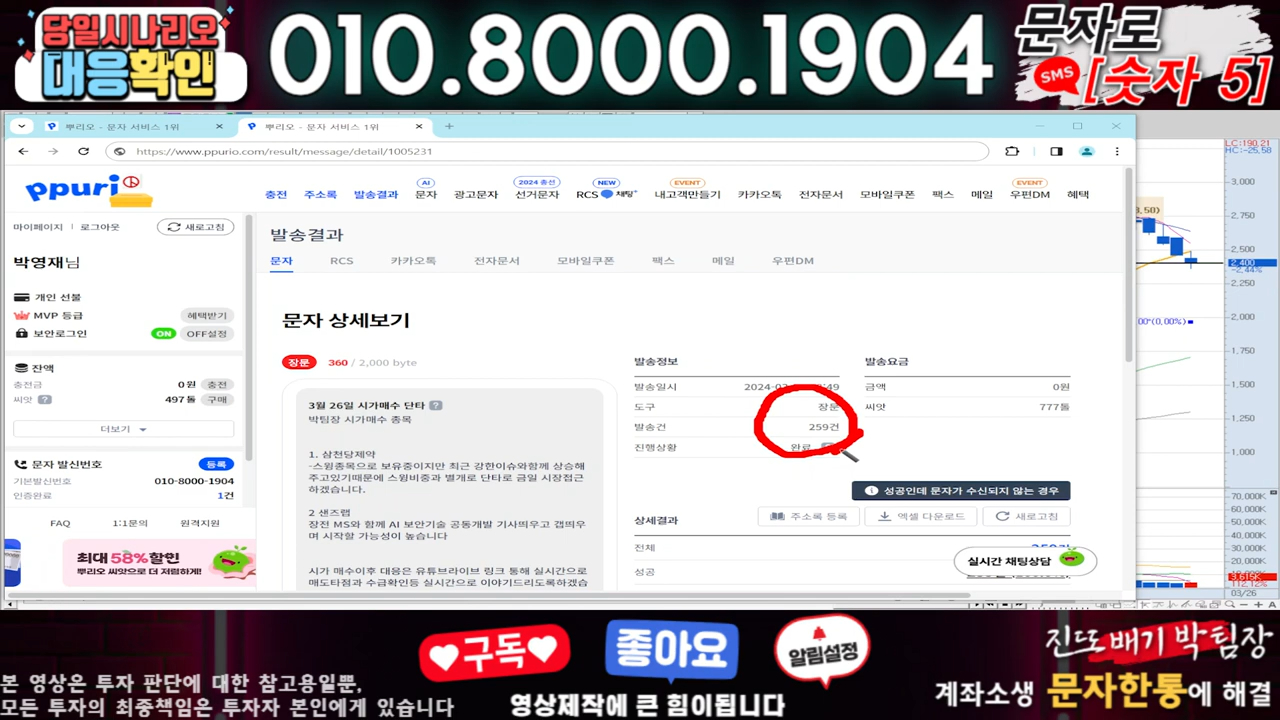 당일시나리오
대응확인
010.8000.1904
문자로
SMS [숫자 5]
뿌리오 - 문자 서비스 1위
뿌리오 - 문자 서비스 1위
https://www.ppurio.com/result/message/detail/1005231
ppuri
충전 주소록 발송결과 AI 문자 광고문자 2024 총선 선거문자 NEW RCS 채팅+ EVENT 내고객만들기 카카오톡 전자문서 모바일쿠폰 팩스 메일 EVENT 우편DM 혜택
마이페이지 | 로그아웃 새로고침
박영재님
개인 선불
MVP 등급 혜택받기
보안로그인 ON OFF설정
잔액
충전금 0원 충전
씨앗 ? 497톨 구매
더보기
문자 발신번호 등록
기본발신번호 010-8000-1904
인증완료 1건
FAQ 1:1문의 원격지원
최대 58%할인
뿌리오 씨앗으로 더 저렴하게!
발송결과
문자 RCS 카카오톡 전자문서 모바일쿠폰 팩스 메일 우편DM
문자 상세보기
장문 360 / 2,000 byte
3월 26일 시가매수 단타 ?
박팀장 시가매수 종목
1. 삼천당제약
-스윙종목으로 보유중이지만 최근 강한이슈와함께 상승해
주고있기때문에 스윙비중과 별개로 단타로 금일 시장접근
하겠습니다.
2 샌즈랩
장전 MS와 함께 AI 보안기술 공동개발 기사띄우고 갭띄우
며 시작할 가능성이 높습니다
시가 매수이후 대응은 유튜브라이브 링크 통해 실시간으로
매도타점과 수급확인등 실시간으로 이야기드리도록하겠습
발송정보
발송일시
도구 장문
발송건 259건
진행상황 완료
발송요금
금액 0원
씨앗 777톨
성공인데 문자가 수신되지 않는 경우
상세결과 주소록 등록 엑셀 다운로드 새로고침
전체
성공
실시간 채팅상담
LC:190.21
HC:-25.58
3,000
2,750
2,500
2,400
-2.44%
2,250
2,000
1,750
1,500
1,250
1,000
70,000K
60,000K
50,000K
40,000K
30,000K
20,000K
3,615K
112.12%
03/26
구독
좋아요
알림설정
영상제작에 큰 힘이됩니다
본 영상은 투자 판단에 대한 참고용일뿐,
모든 투자의 최종책임은 투자자 본인에게 있습니다
진또배기 박팀장
계좌소생 문자한통에 해결